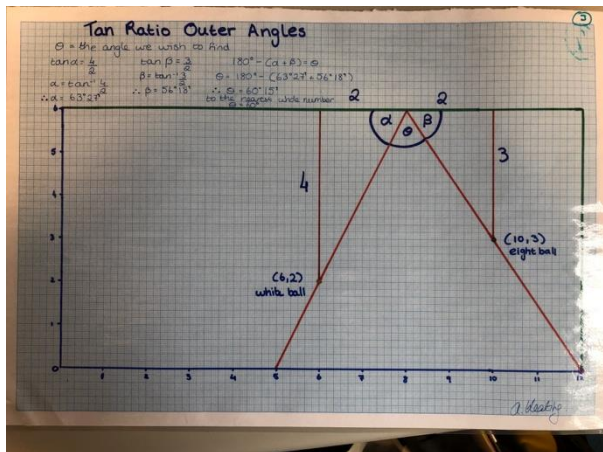 3
Tan Ratio Outer Angles
θ = the angle we wish to find
tanα = 4/2 tan β = 3/2 180° - (α + β) = θ
α = tan⁻¹ 4/2 β = tan⁻¹ 3/2 θ = 180° - (63°27' + 56°18')
∴ α = 63°27' ∴ β = 56°18' ∴ θ = 60°15'
to the nearest whole number
θ = 60°
2 2
6
α θ β
5
4 4 3
3 (10,3)
eight ball
2 (6,2)
white ball
1
0 1 2 3 4 5 6 7 8 9 10 11 12